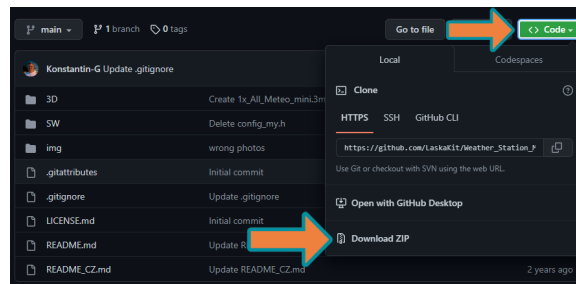 main
1 branch
0 tags
Go to file
Code
Konstantin-G Update .gitignore
3D
Create 1x_All_Meteo_mini.3m
SW
Delete config_my.h
img
wrong photos
.gitattributes
Initial commit
.gitignore
Update .gitignore
LICENSE.md
Initial commit
README.md
Update
README_CZ.md
Update README_CZ.md
2 years ago
Local
Codespaces
Clone
HTTPS
SSH
GitHub CLI
https://github.com/LaskaKit/Weather_Station_M
Use Git or checkout with SVN using the web URL.
Open with GitHub Desktop
Download ZIP